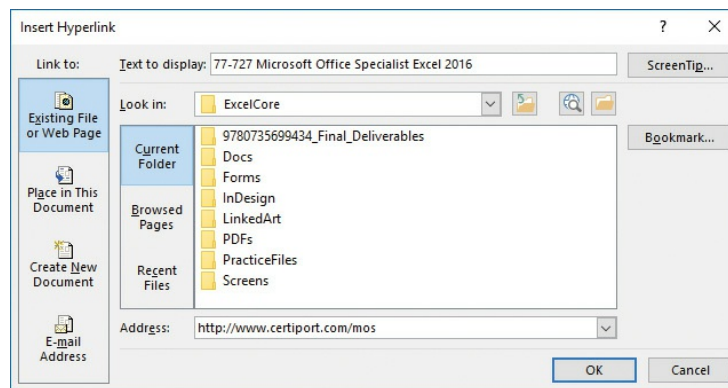 Insert Hyperlink ? ×
Link to:
Text to display: 77-727 Microsoft Office Specialist Excel 2016
ScreenTip...
Existing File
or Web Page
Place in This
Document
Create New
Document
E-mail
Address
Look in: ExcelCore
Current
Folder
Browsed
Pages
Recent
Files
9780735699434_Final_Deliverables
Docs
Forms
InDesign
LinkedArt
PDFs
PracticeFiles
Screens
Bookmark...
Address: http://www.certiport.com/mos
OK
Cancel